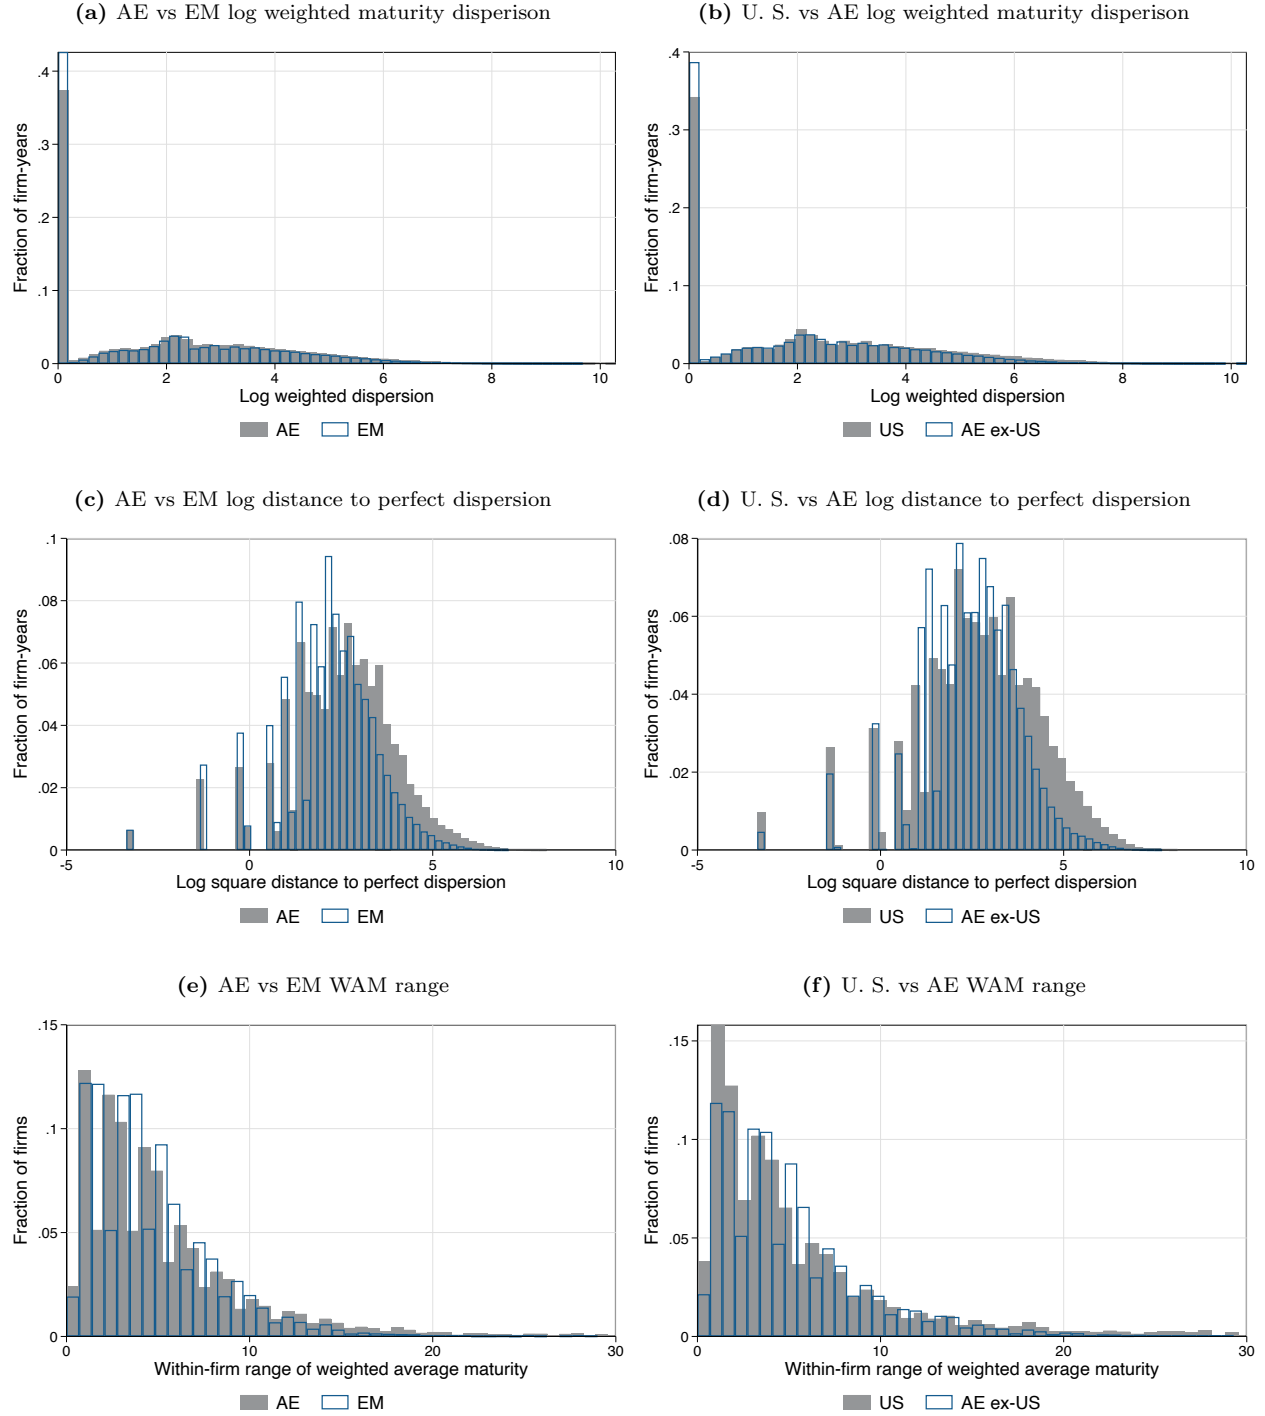 (a) AE vs EM log weighted maturity disperison
.4
.3
.2
.1
0
Fraction of firm-years
0 2 4 6 8 10
Log weighted dispersion
AE EM
(b) U. S. vs AE log weighted maturity disperison
.4
.3
.2
.1
0
Fraction of firm-years
0 2 4 6 8 10
Log weighted dispersion
US AE ex-US
(c) AE vs EM log distance to perfect dispersion
.1
.08
.06
.04
.02
0
Fraction of firm-years
-5 0 5 10
Log square distance to perfect dispersion
AE EM
(d) U. S. vs AE log distance to perfect dispersion
.08
.06
.04
.02
0
Fraction of firm-years
-5 0 5 10
Log square distance to perfect dispersion
US AE ex-US
(e) AE vs EM WAM range
.15
.1
.05
0
Fraction of firms
0 10 20 30
Within-firm range of weighted average maturity
AE EM
(f) U. S. vs AE WAM range
.15
.1
.05
0
Fraction of firms
0 10 20 30
Within-firm range of weighted average maturity
US AE ex-US